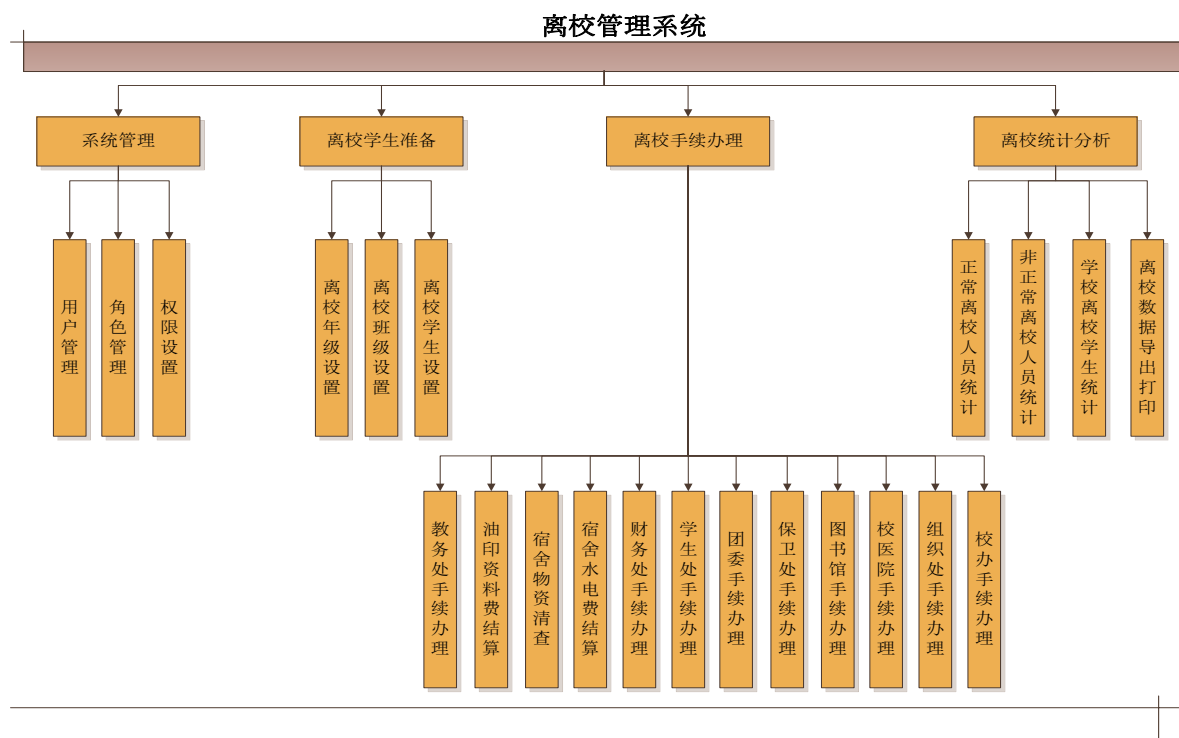 离校管理系统
系统管理
离校学生准备
离校手续办理
离校统计分析
用户管理
角色管理
权限设置
离校年级设置
离校班级设置
离校学生设置
正常离校人员统计
非正常离校人员统计
学校离校学生统计
离校数据导出打印
教务处手续办理
油印资料费结算
宿舍物资清查
宿舍水电费结算
财务处手续办理
学生处手续办理
团委手续办理
保卫处手续办理
图书馆手续办理
校医院手续办理
组织处手续办理
校办手续办理